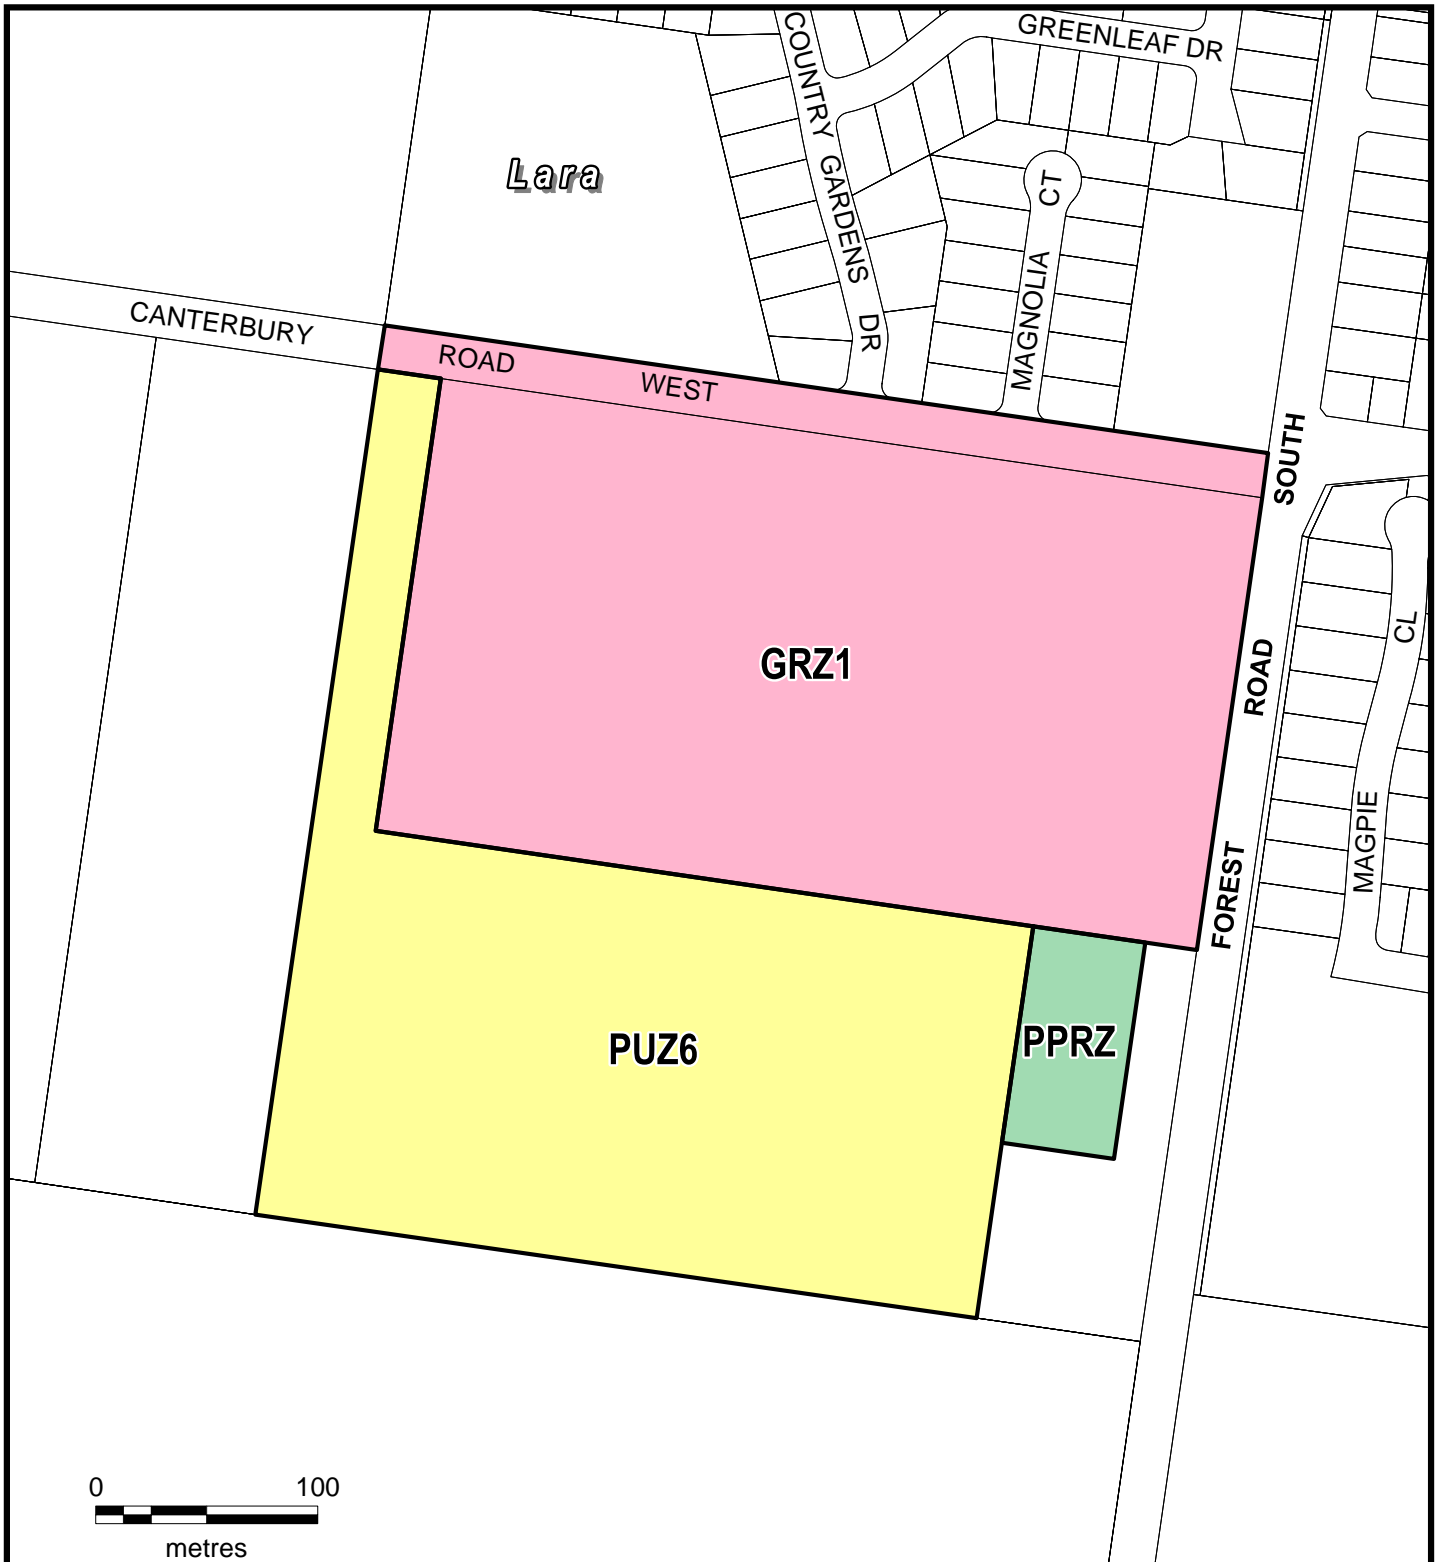 GREENLEAF DR
COUNTRY GARDENS DR
Lara
MAGNOLIA CT
CANTERBURY ROAD WEST
FOREST ROAD SOUTH
MAGPIE CL
GRZ1
PUZ6
PPRZ
0 100
metres